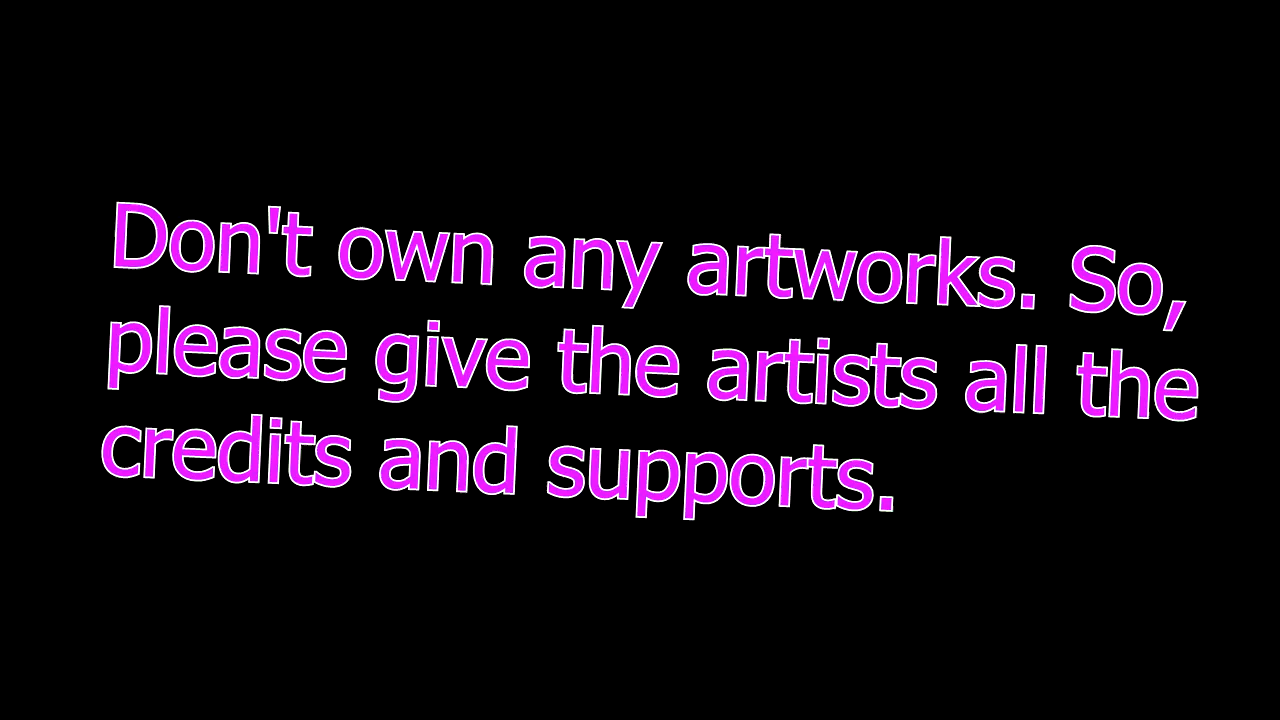 Don't own any artworks. So,
please give the artists all the
credits and supports.